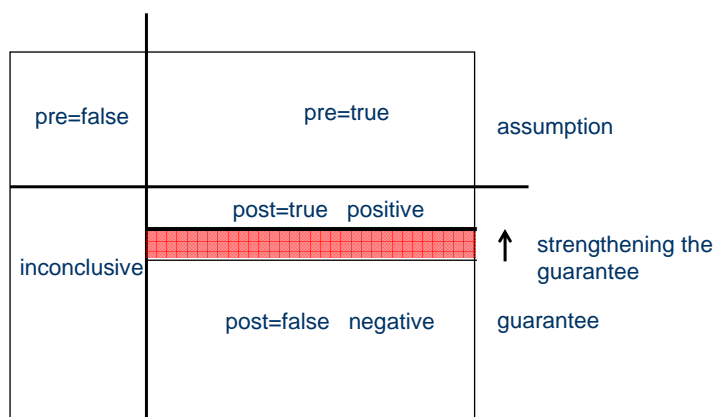 pre=false pre=true
assumption
post=true positive
inconclusive
strengthening the
guarantee
post=false negative
guarantee